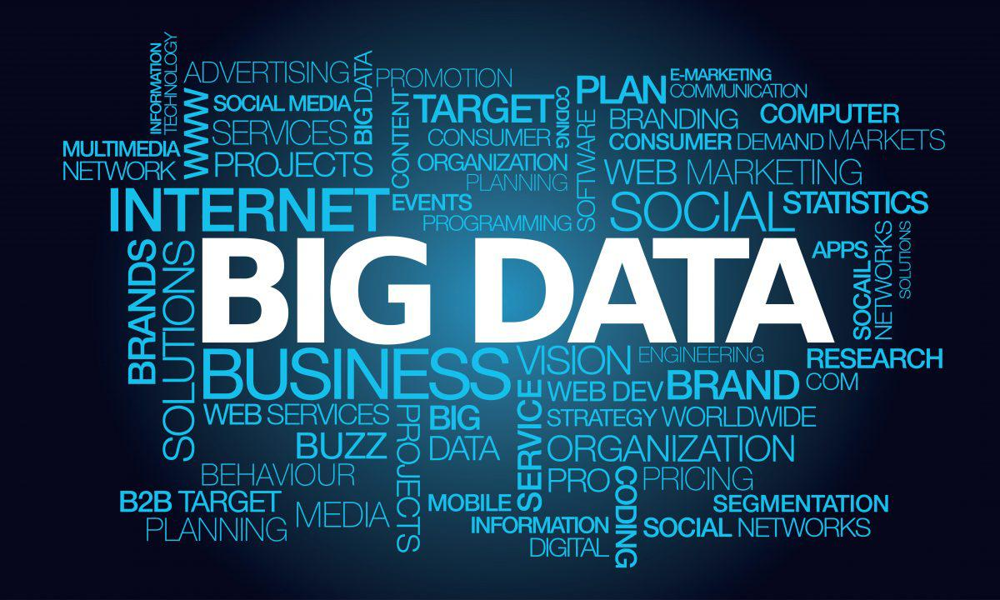 INFORMATION
TECHNOLOGY
ADVERTISING
BIG DATA
PROMOTION
WWW
SOCIAL MEDIA
SERVICES
PROJECTS
MULTIMEDIA
NETWORK
CONTENT
TARGET
CONSUMER
ORGANIZATION
PLANNING
CODING
SOFTWARE
PLAN
E-MARKETING
COMMUNICATION
BRANDING
COMPUTER
CONSUMER DEMAND MARKETS
WEB MARKETING
INTERNET
EVENTS
PROGRAMMING
SOCIAL
STATISTICS
BRANDS
SOLUTIONS
BIG DATA
APPS
SOCAIL
NETWORKS
SOLUTIONS
BUSINESS
VISION
ENGINEERING
RESEARCH
WEB DEV
BRAND
COM
WEB SERVICES
PROJECTS
BIG
DATA
SERVICE
STRATEGY WORLDWIDE
BUZZ
ORGANIZATION
BEHAVIOUR
PRO
CODING
PRICING
B2B TARGET
PLANNING
MEDIA
MOBILE
INFORMATION
DIGITAL
SEGMENTATION
SOCIAL NETWORKS